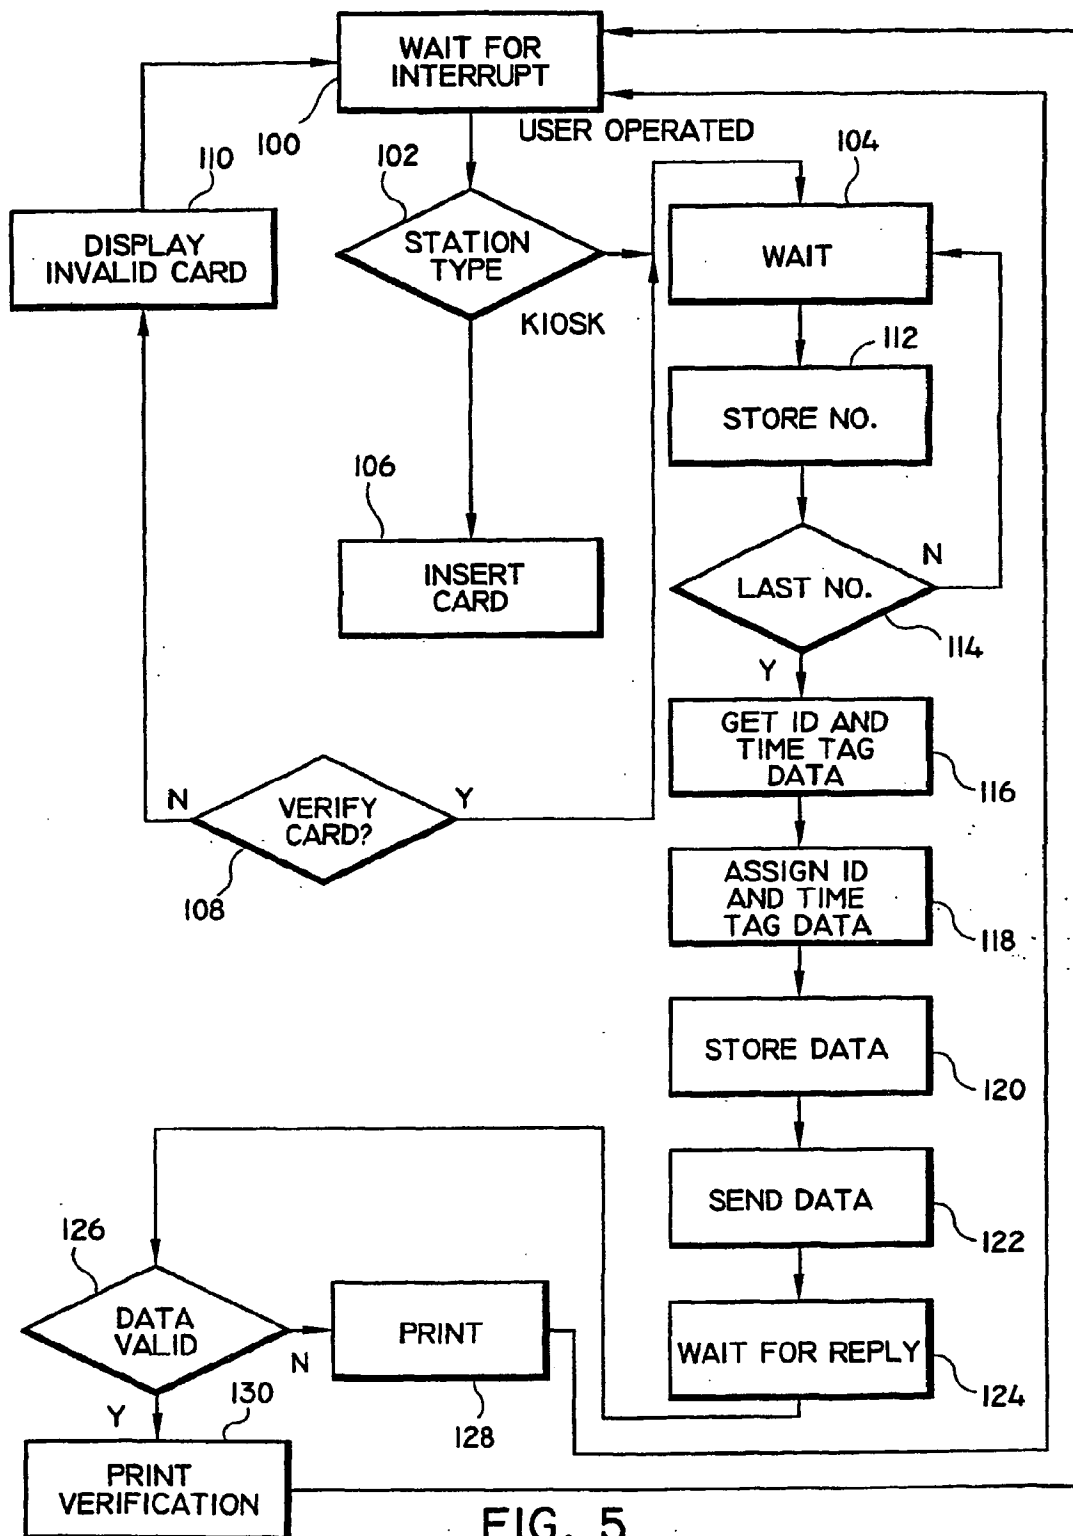 WAIT FOR
INTERRUPT
100
USER OPERATED
110
102
104
DISPLAY
INVALID CARD
STATION
TYPE
WAIT
KIOSK
112
STORE NO.
106
INSERT
CARD
N
LAST NO.
114
Y
GET ID AND
TIME TAG
DATA
116
N
VERIFY
CARD?
Y
108
ASSIGN ID
AND TIME
TAG DATA
118
STORE DATA
120
SEND DATA
122
126
DATA
VALID
N
PRINT
128
WAIT FOR REPLY
124
Y
130
PRINT
VERIFICATION
FIG. 5